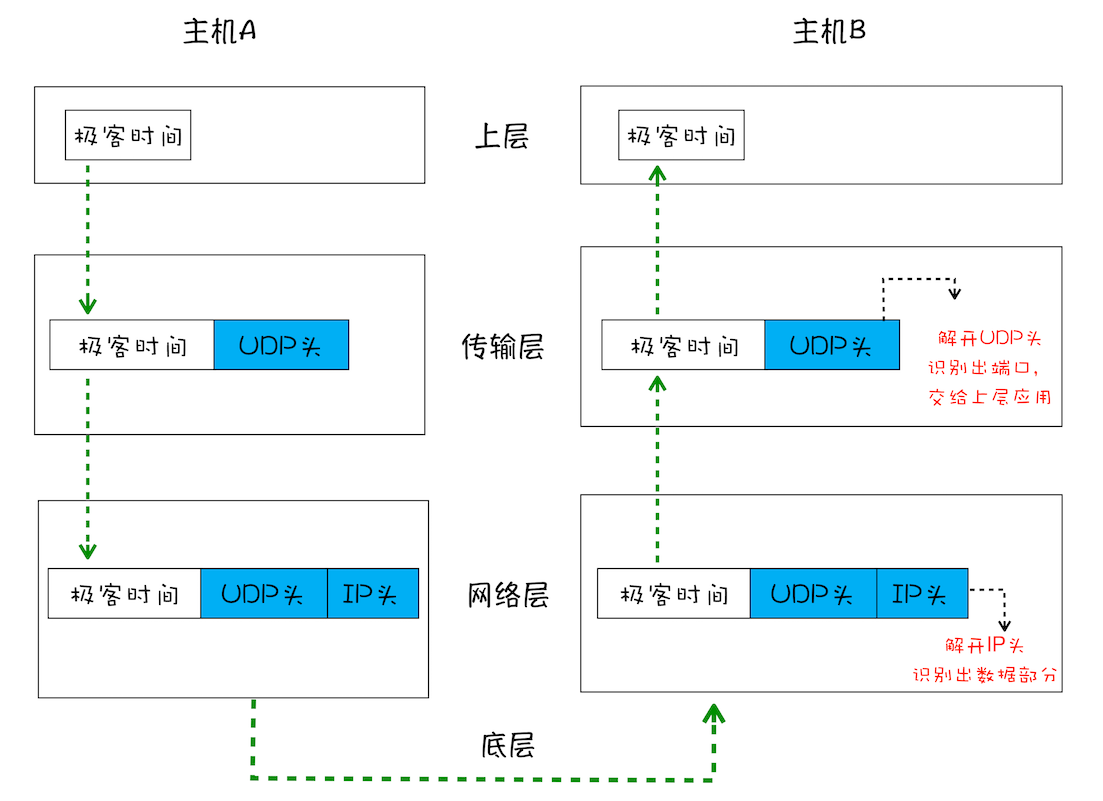 主机A
主机B
极客时间
上层
极客时间
极客时间
UDP头
传输层
极客时间
UDP头
解开UDP头
识别出端口,
交给上层应用
极客时间
UDP头
IP头
网络层
极客时间
UDP头
IP头
解开IP头
识别出数据部分
底层